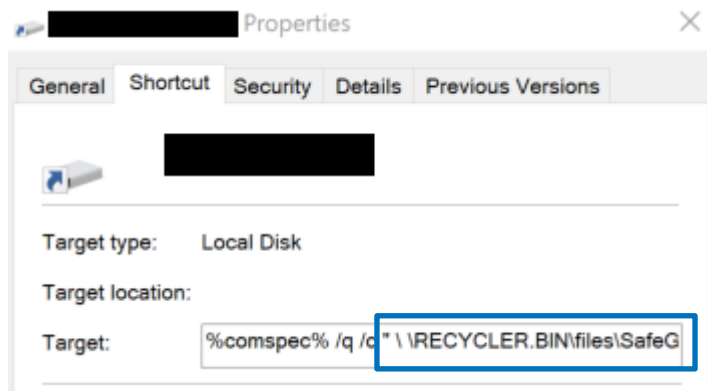 Properties
General Shortcut Security Details Previous Versions
Target type: Local Disk
Target location:
Target: %comspec% /q /c " \ \RECYCLER.BIN\files\SafeG